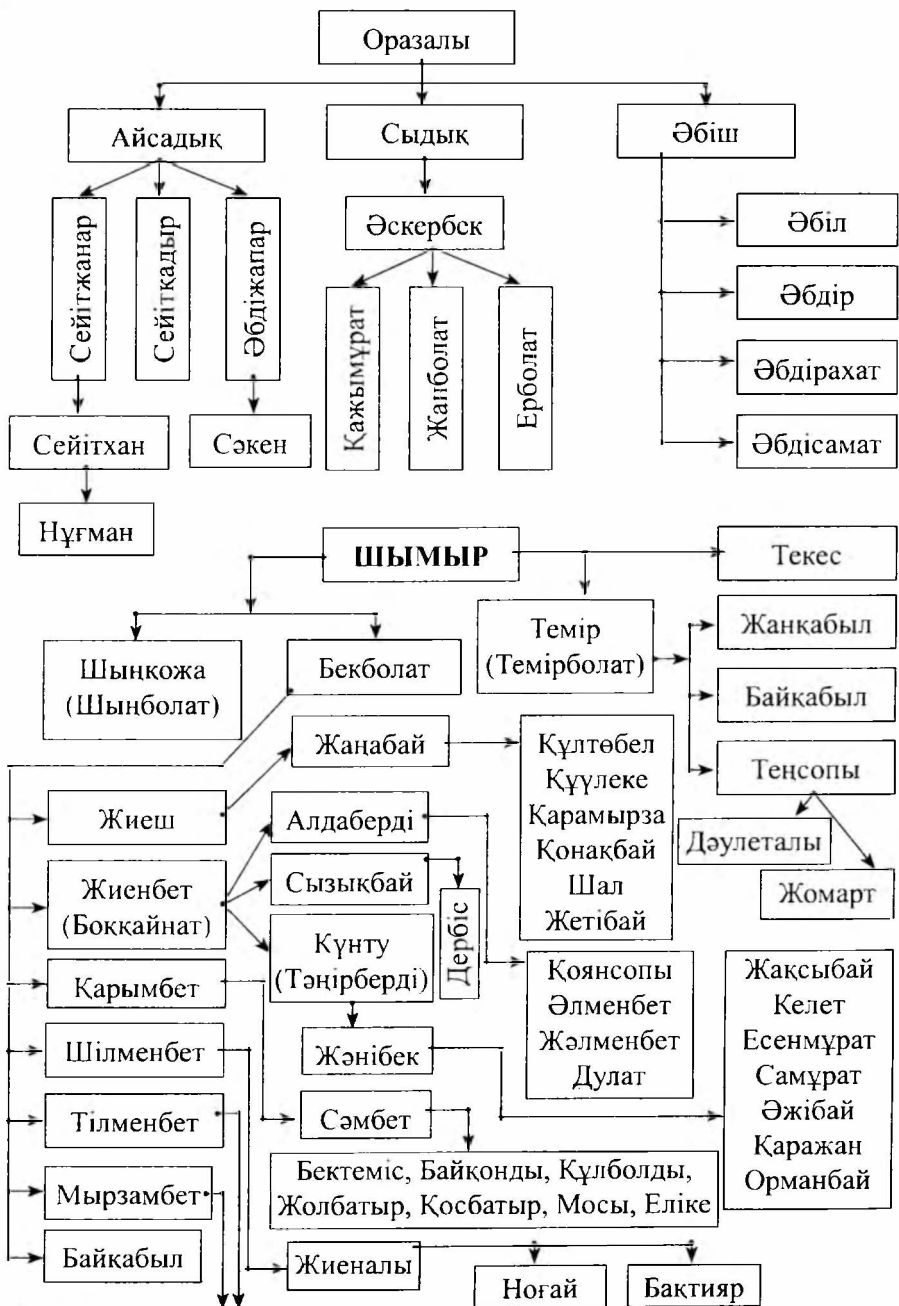 Оразалы
Айсадық
Сыдық
Әбіш
Сейітжанар
Сейіткадыр
Әбдіжапар
Әскербек
Әбіл
Әбдір
Әбдірахат
Әбдісамат
Қажымұрат
Жанболат
Ерболат
Сейітхан
Сәкен
Нұғман
ШЫМЫР
Текес
Шыңкожа
(Шыңболат)
Бекболат
Темір
(Темірболат)
Жанқабыл
Байқабыл
Теңсопы
Дәулеталы
Жомарт
Жиеш
Жаңабай
Құлтөбел
Құүлеке
Қарамырза
Қонақбай
Шал
Жетібай
Жиенбет
(Боққайнат)
Алдаберді
Сызықбай
Дербіс
Күнту
(Тәңірберді)
Қоянсопы
Әлменбет
Жәлменбет
Дулат
Жақсыбай
Келет
Есенмұрат
Самұрат
Әжібай
Қаражан
Орманбай
Қарымбет
Шілменбет
Жәнібек
Тілменбет
Сәмбет
Мырзамбет
Бектеміс, Байқонды, Құлболды,
Жолбатыр, Қосбатыр, Мосы, Еліке
Байқабыл
Жиеналы
Ноғай
Бақтияр